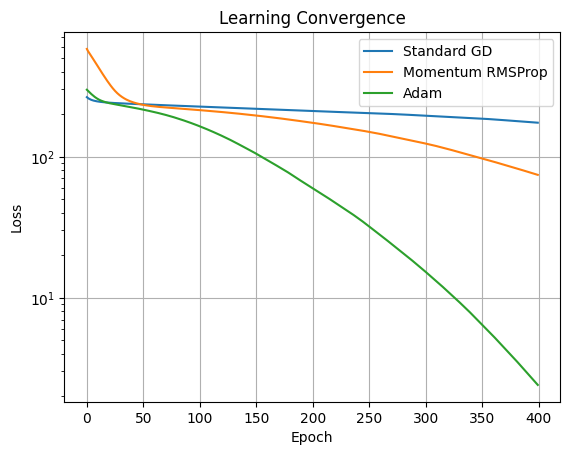 Learning Convergence
Standard GD
Momentum RMSProp
Adam
Loss
10²
10¹
0 50 100 150 200 250 300 350 400
Epoch